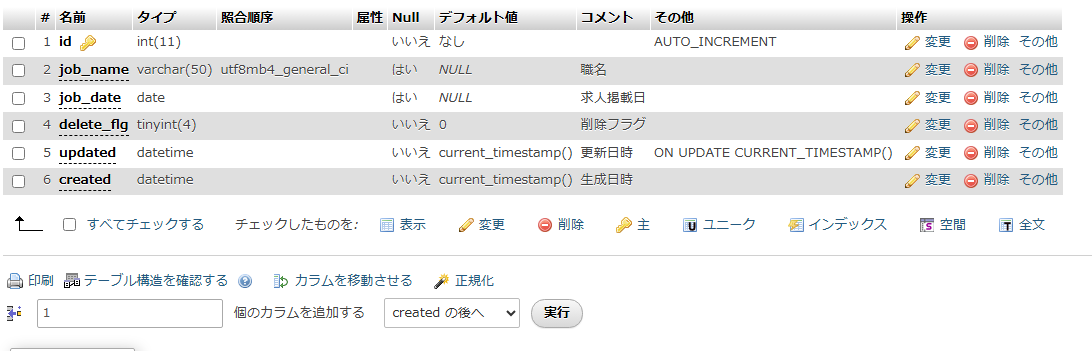 # 名前 タイプ 照合順序 属性 Null デフォルト値 コメント その他 操作
1 id int(11) いいえ なし AUTO_INCREMENT 変更 削除 その他
2 job_name varchar(50) utf8mb4_general_ci はい NULL 職名 変更 削除 その他
3 job_date date はい NULL 求人掲載日 変更 削除 その他
4 delete_flg tinyint(4) いいえ 0 削除フラグ 変更 削除 その他
5 updated datetime いいえ current_timestamp() 更新日時 ON UPDATE CURRENT_TIMESTAMP() 変更 削除 その他
6 created datetime いいえ current_timestamp() 生成日時 変更 削除 その他
すべてチェックする チェックしたものを: 表示 変更 削除 主 U ユニーク インデックス S 空間 T 全文
印刷 テーブル構造を確認する カラムを移動させる 正規化
1 個のカラムを追加する created の後へ 実行